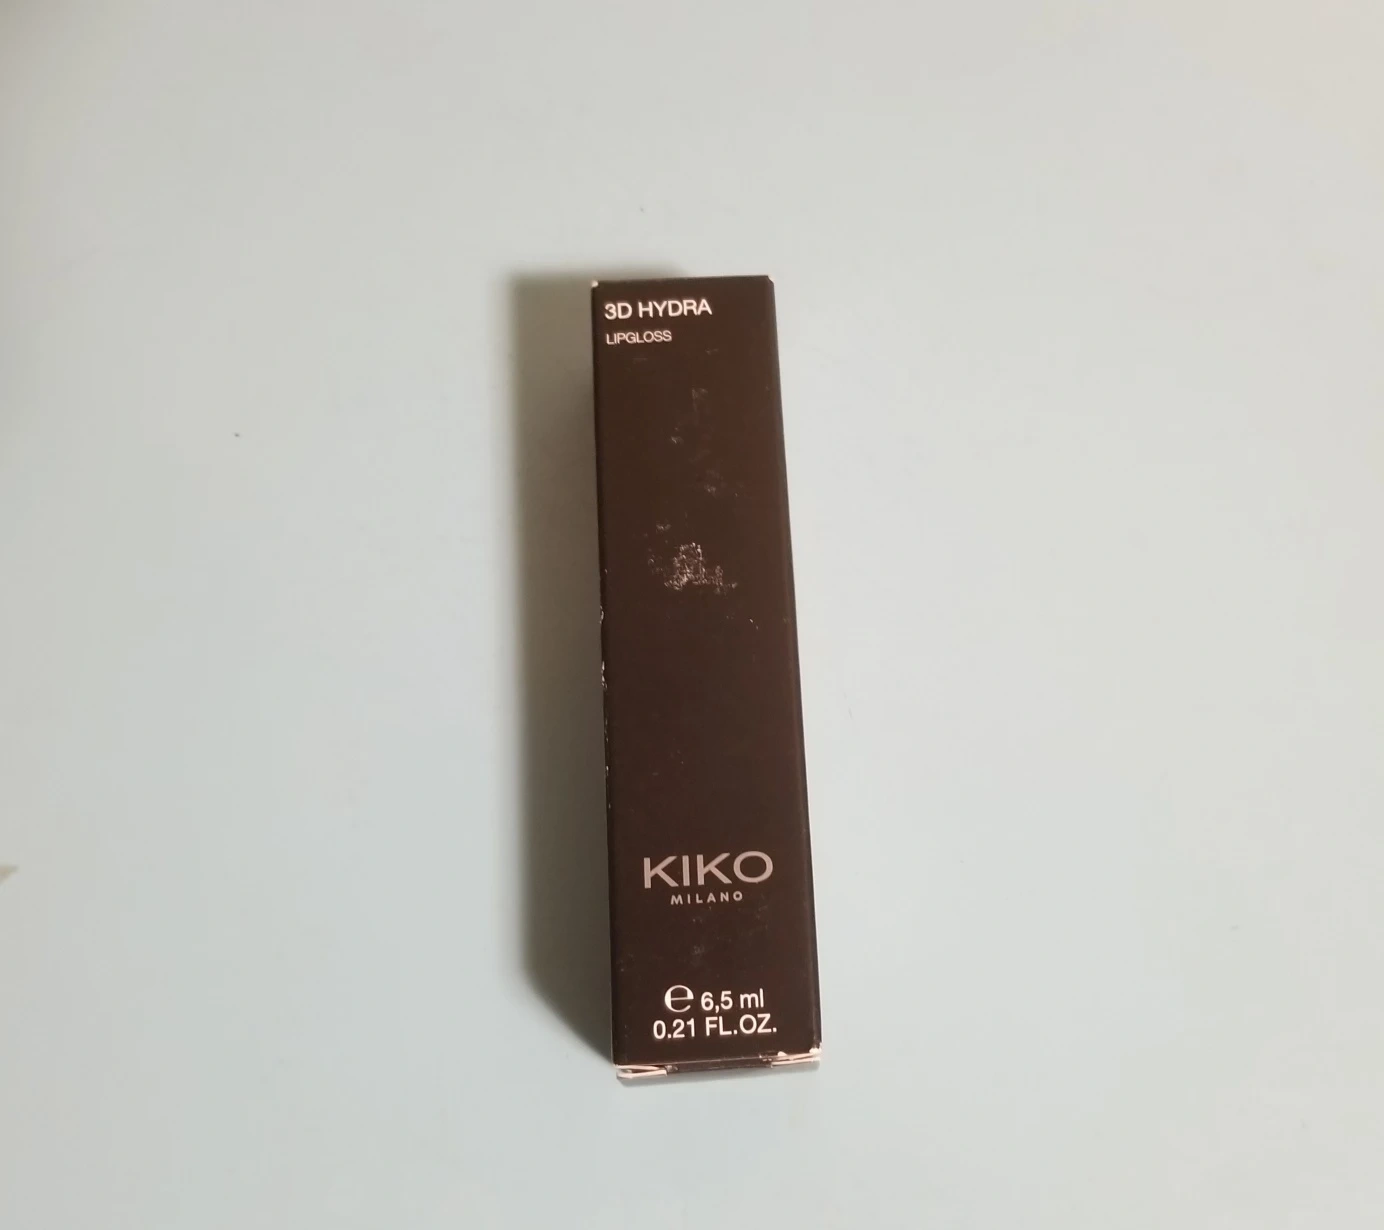 3D HYDRA
LIPGLOSS
KIKO
MILANO
℮ 6,5 ml
0.21 FL.OZ.